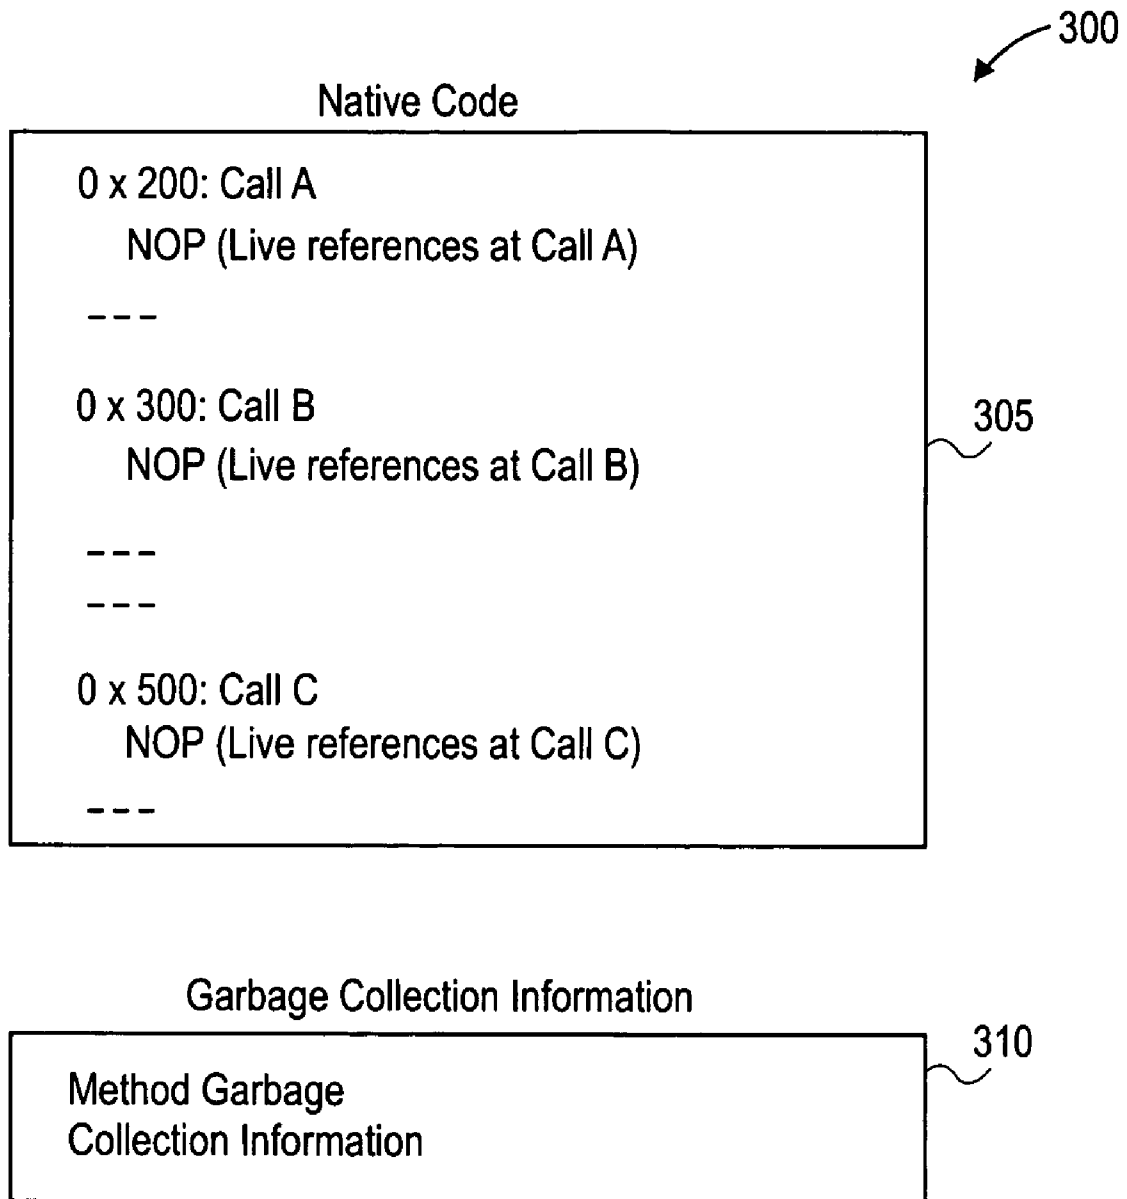 300
Native Code
0 x 200: Call A
NOP (Live references at Call A)
---
0 x 300: Call B
305
NOP (Live references at Call B)
---
---
0 x 500: Call C
NOP (Live references at Call C)
---
Garbage Collection Information
310
Method Garbage
Collection Information